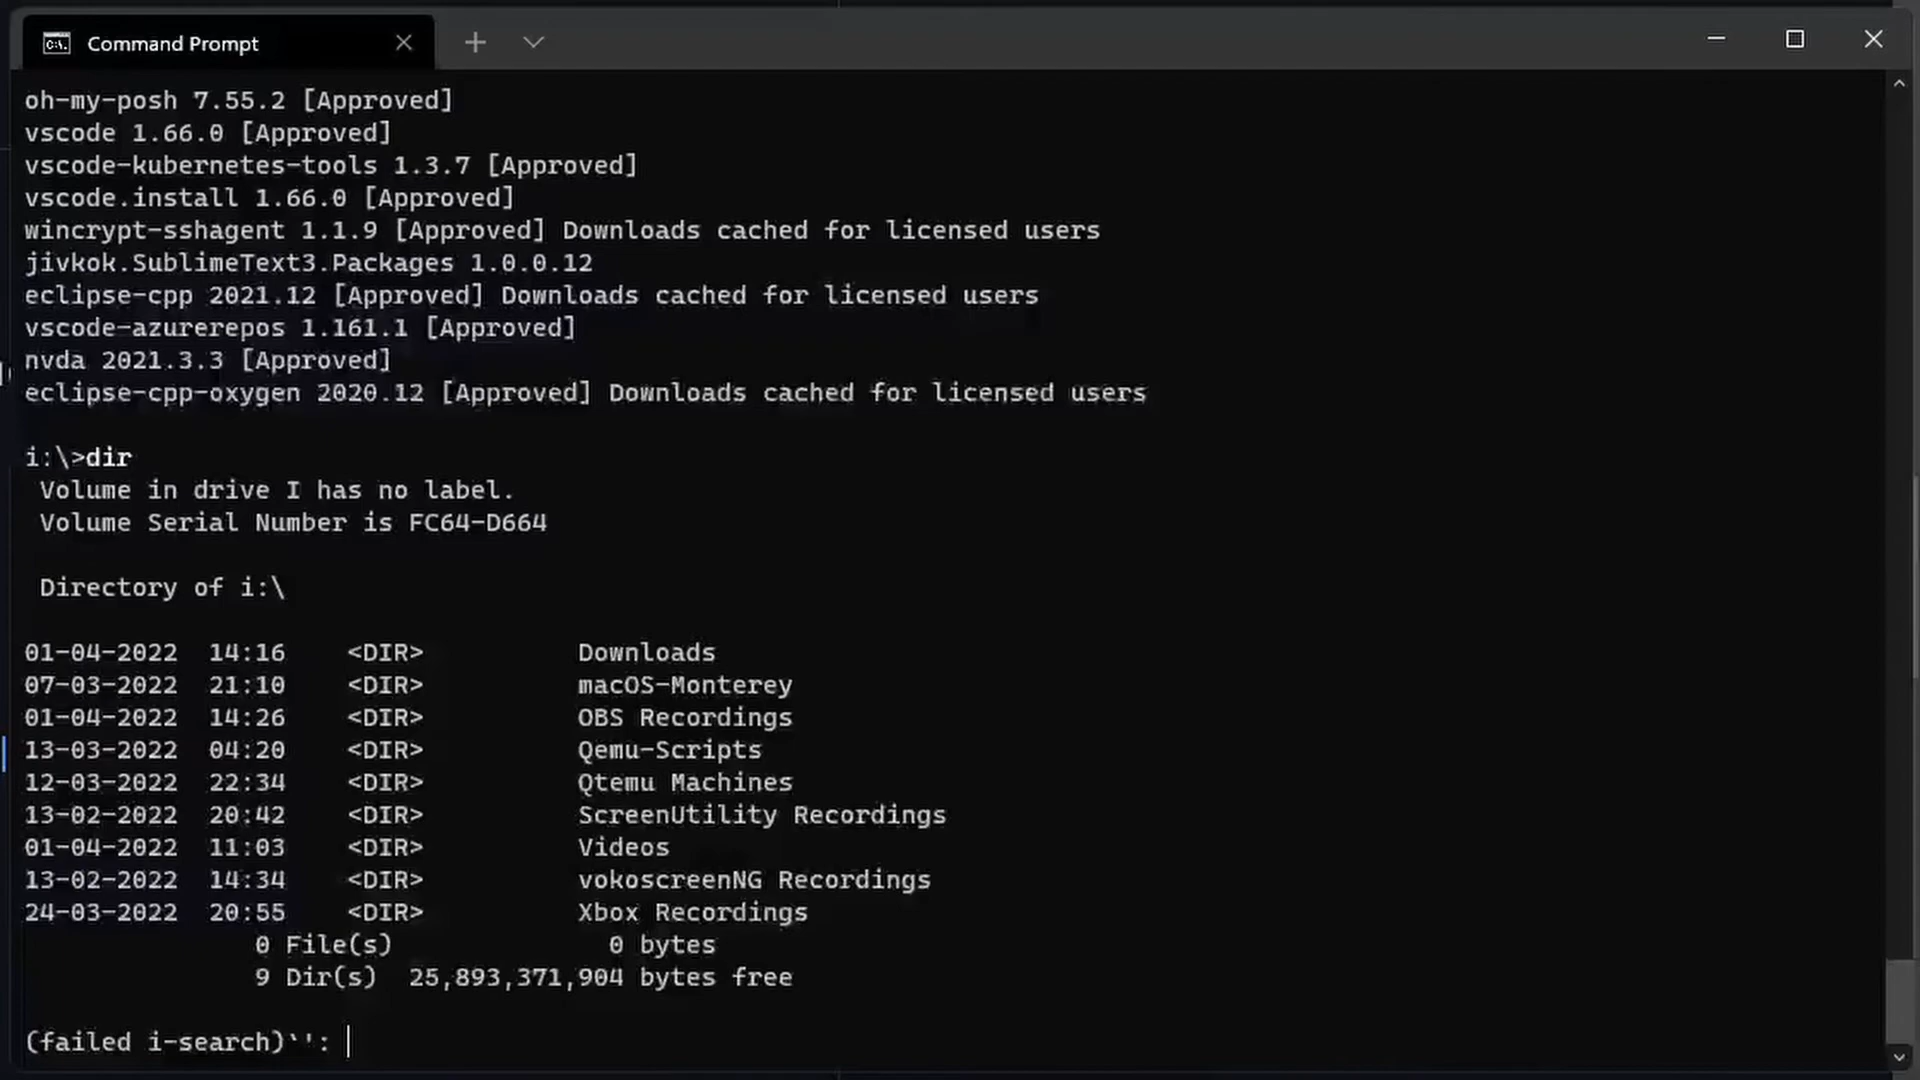 Command Prompt
oh-my-posh 7.55.2 [Approved]
vscode 1.66.0 [Approved]
vscode-kubernetes-tools 1.3.7 [Approved]
vscode.install 1.66.0 [Approved]
wincrypt-sshagent 1.1.9 [Approved] Downloads cached for licensed users
jivkok.SublimeText3.Packages 1.0.0.12
eclipse-cpp 2021.12 [Approved] Downloads cached for licensed users
vscode-azurerepos 1.161.1 [Approved]
nvda 2021.3.3 [Approved]
eclipse-cpp-oxygen 2020.12 [Approved] Downloads cached for licensed users
i:\>dir
Volume in drive I has no label.
Volume Serial Number is FC64-D664
Directory of i:\
01-04-2022 14:16 <DIR> Downloads
07-03-2022 21:10 <DIR> macOS-Monterey
01-04-2022 14:26 <DIR> OBS Recordings
13-03-2022 04:20 <DIR> Qemu-Scripts
12-03-2022 22:34 <DIR> Qtemu Machines
13-02-2022 20:42 <DIR> ScreenUtility Recordings
01-04-2022 11:03 <DIR> Videos
13-02-2022 14:34 <DIR> vokoscreenNG Recordings
24-03-2022 20:55 <DIR> Xbox Recordings
0 File(s) 0 bytes
9 Dir(s) 25,893,371,904 bytes free
(failed i-search)`':